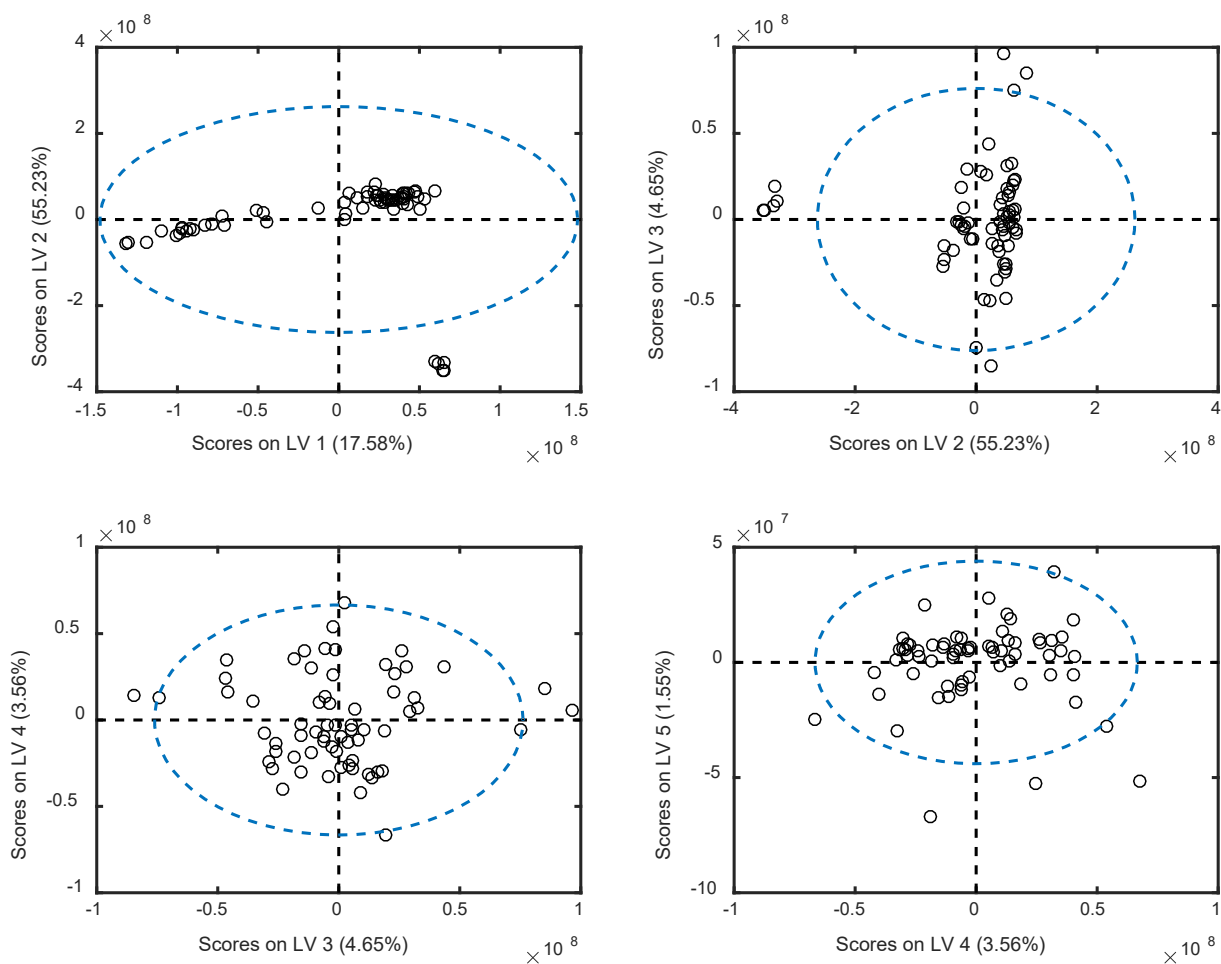 × 10 8
4
2
0
-2
-4
Scores on LV 2 (55.23%)
-1.5 -1 -0.5 0 0.5 1 1.5
Scores on LV 1 (17.58%)
× 10 8
× 10 8
1
0.5
0
-0.5
-1
Scores on LV 3 (4.65%)
-4 -2 0 2 4
Scores on LV 2 (55.23%)
× 10 8
× 10 8
1
0.5
0
-0.5
-1
Scores on LV 4 (3.56%)
-1 -0.5 0 0.5 1
Scores on LV 3 (4.65%)
× 10 8
× 10 7
5
0
-5
-10
Scores on LV 5 (1.55%)
-1 -0.5 0 0.5 1
Scores on LV 4 (3.56%)
× 10 8